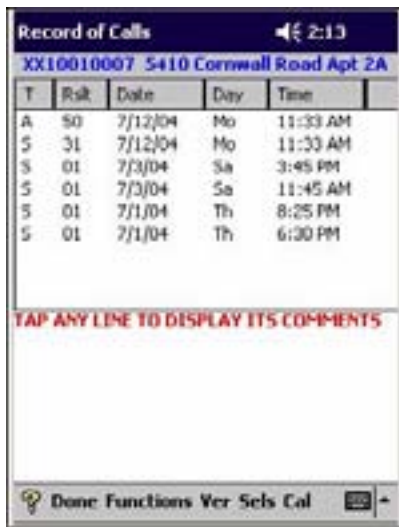 Record of Calls 2:13
XX10010007 5410 Cornwall Road Apt 2A
T Rslt Date Day Time
A 50 7/12/04 Mo 11:33 AM
S 31 7/12/04 Mo 11:33 AM
S 01 7/3/04 Sa 3:45 PM
S 01 7/3/04 Sa 11:45 AM
S 01 7/1/04 Th 8:25 PM
S 01 7/1/04 Th 6:30 PM
TAP ANY LINE TO DISPLAY ITS COMMENTS
Done Functions Ver Sels Cal